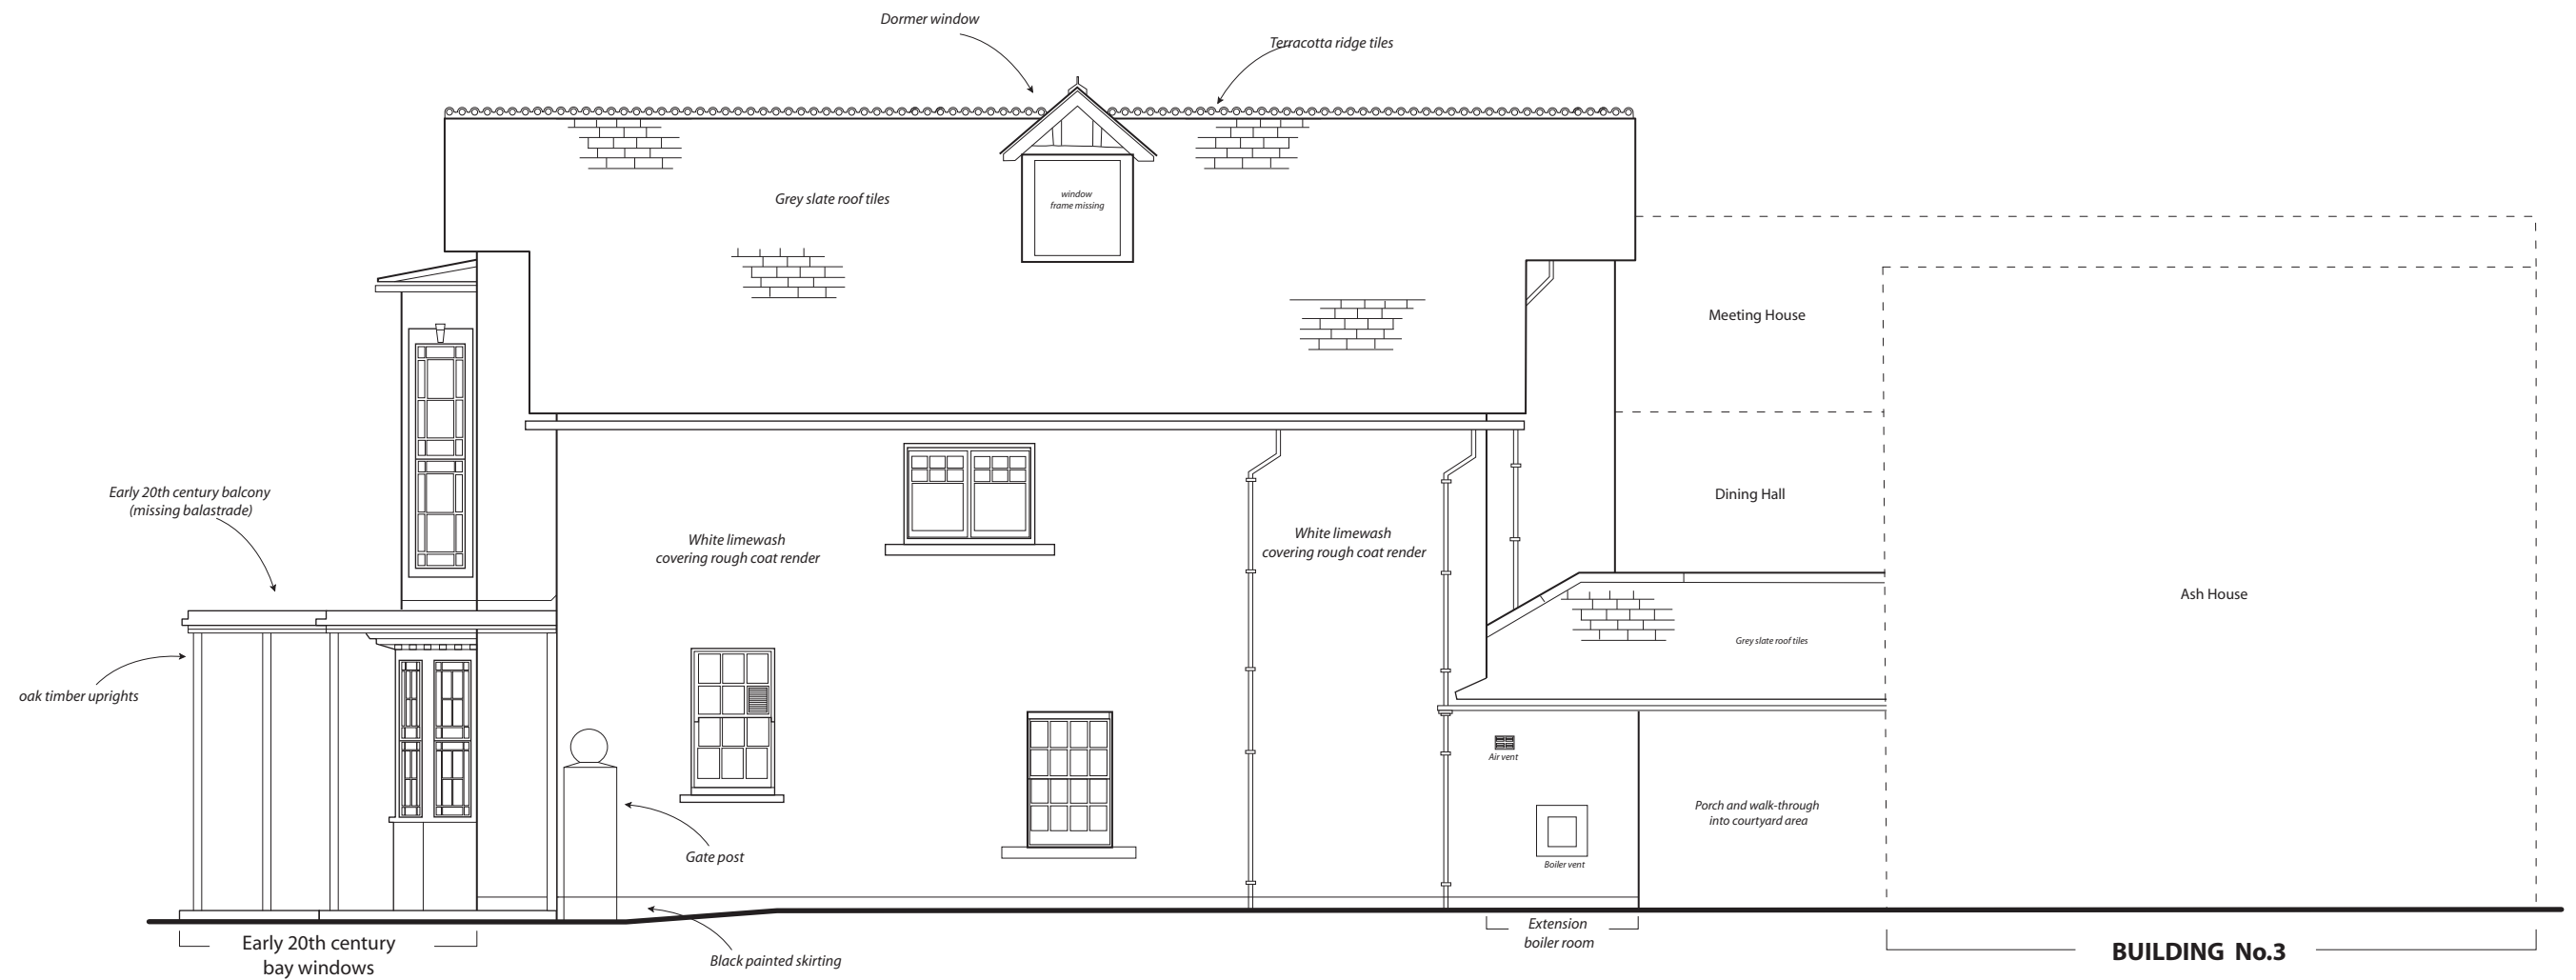 Dormer window
Terracotta ridge tiles
Grey slate roof tiles
window
frame missing
Meeting House
Dining Hall
Early 20th century balcony
(missing balastrade)
White limewash
covering rough coat render
White limewash
covering rough coat render
Ash House
Grey slate roof tiles
oak timber uprights
Air vent
Porch and walk-through
into courtyard area
Gate post
Boiler vent
Extension
boiler room
Early 20th century
bay windows
Black painted skirting
BUILDING No.3